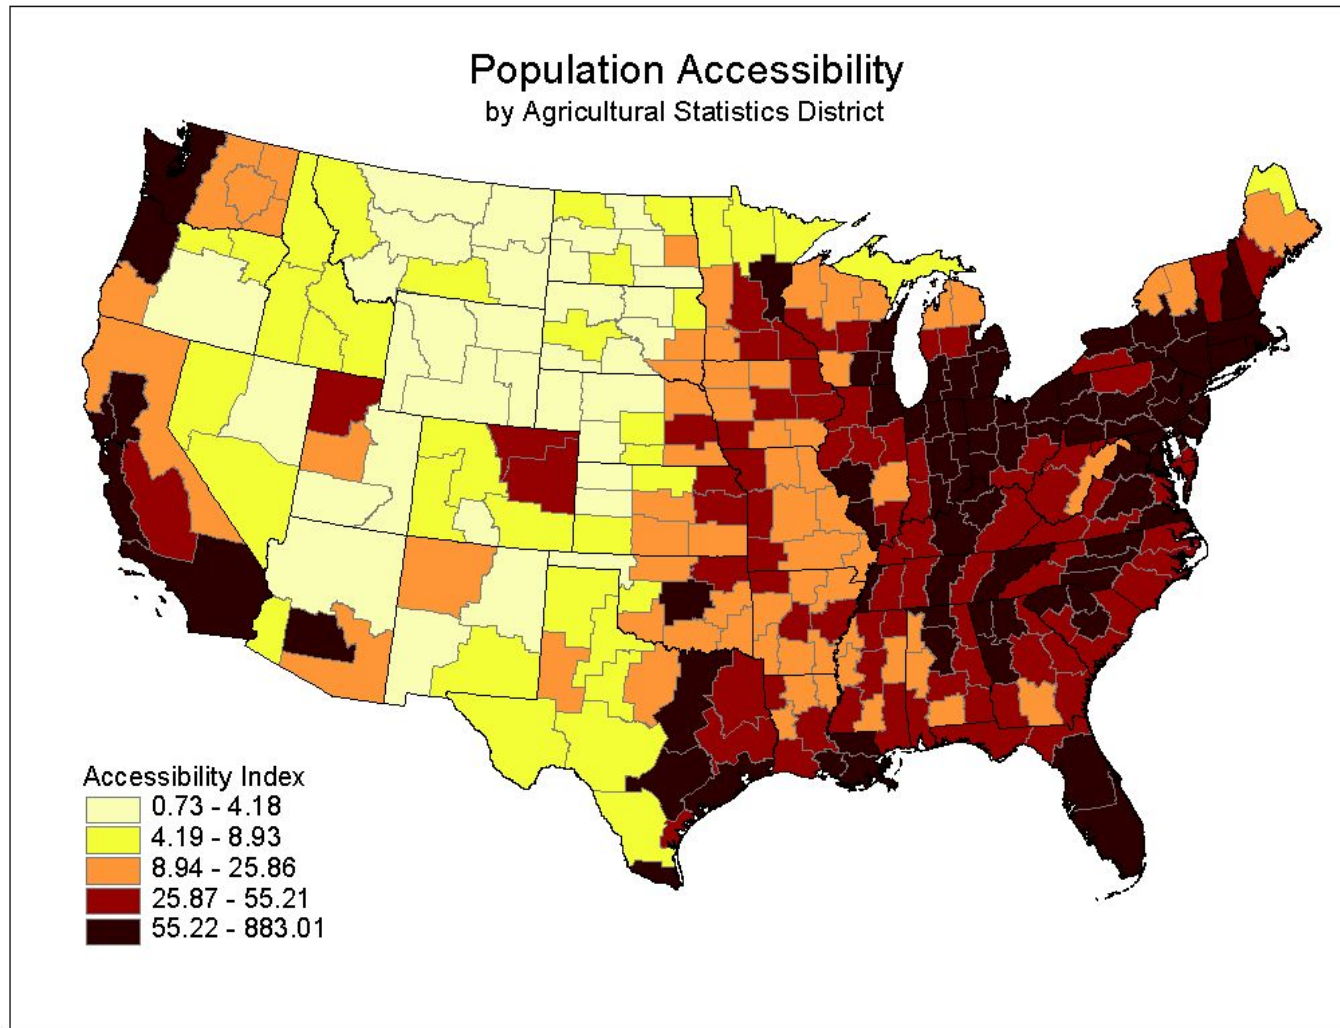 Population Accessibility
by Agricultural Statistics District
Accessibility Index
0.73 - 4.18
4.19 - 8.93
8.94 - 25.86
25.87 - 55.21
55.22 - 883.01